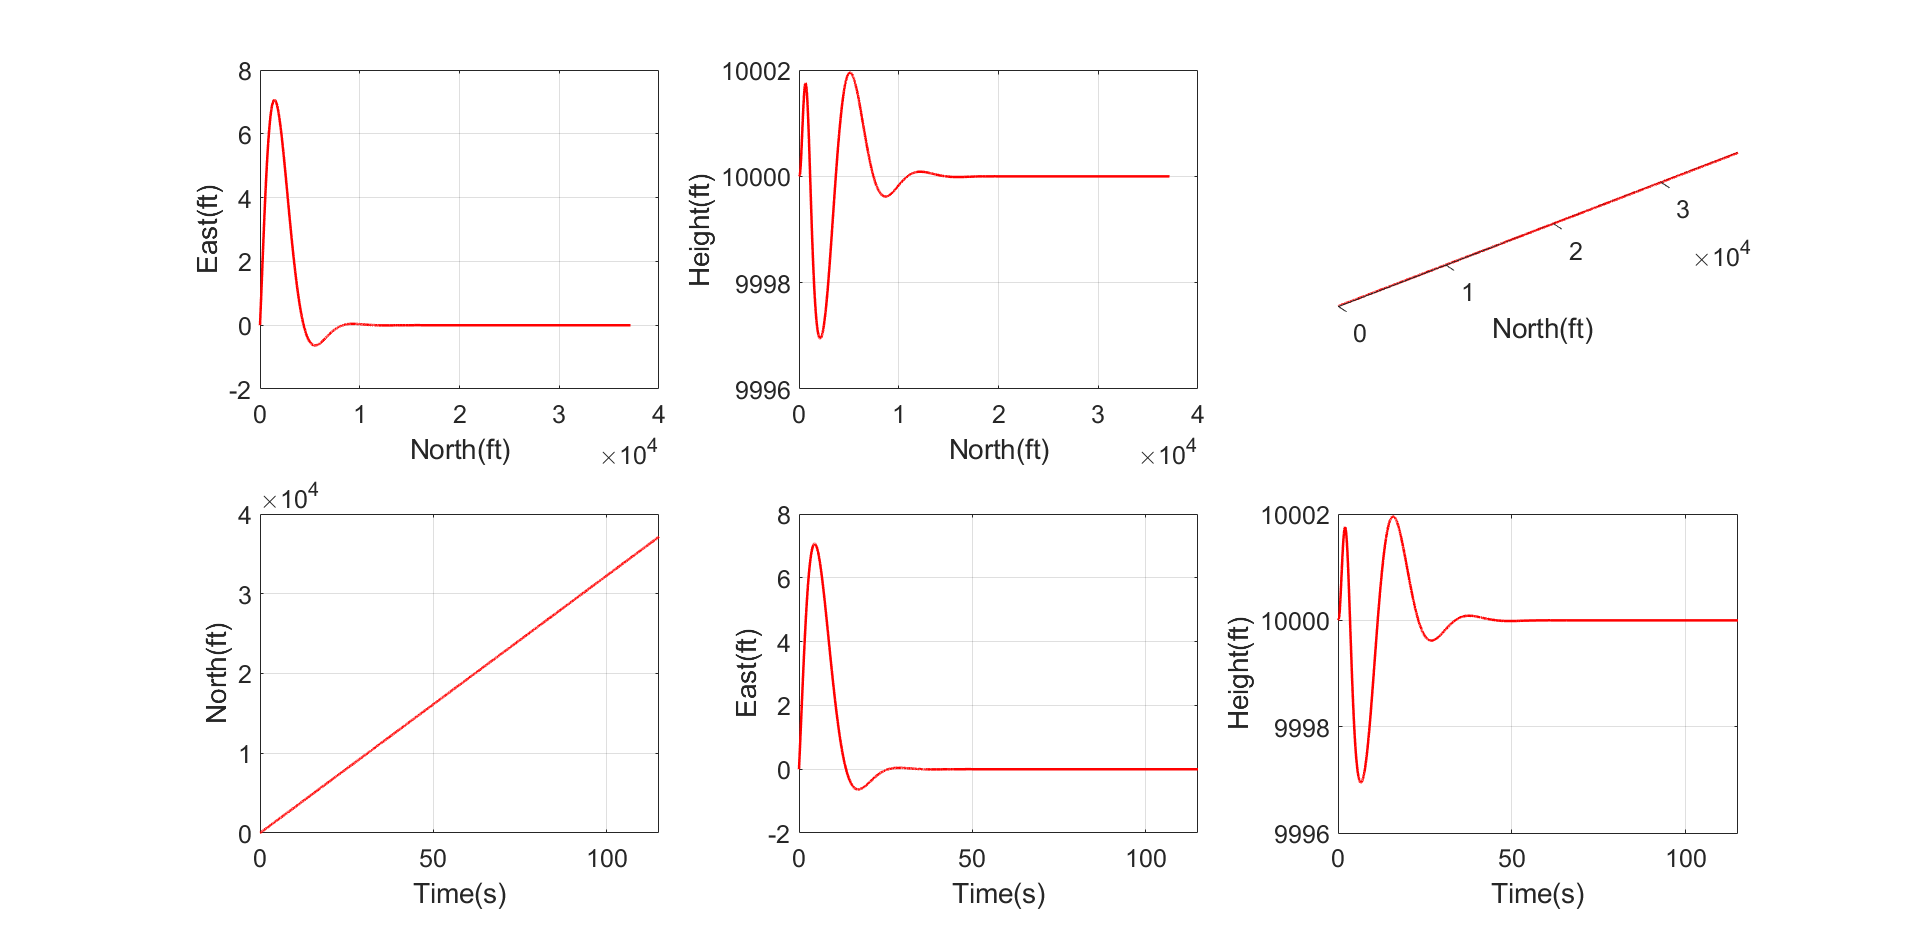 8
6
4
2
0
-2
East(ft)
0 1 2 3 4
North(ft)
×10^4
10002
10000
9998
9996
Height(ft)
0 1 2 3 4
North(ft)
×10^4
3
2
1
0
×10^4
North(ft)
×10^4
4
3
2
1
0
North(ft)
0 50 100
Time(s)
8
6
4
2
0
-2
East(ft)
0 50 100
Time(s)
10002
10000
9998
9996
Height(ft)
0 50 100
Time(s)